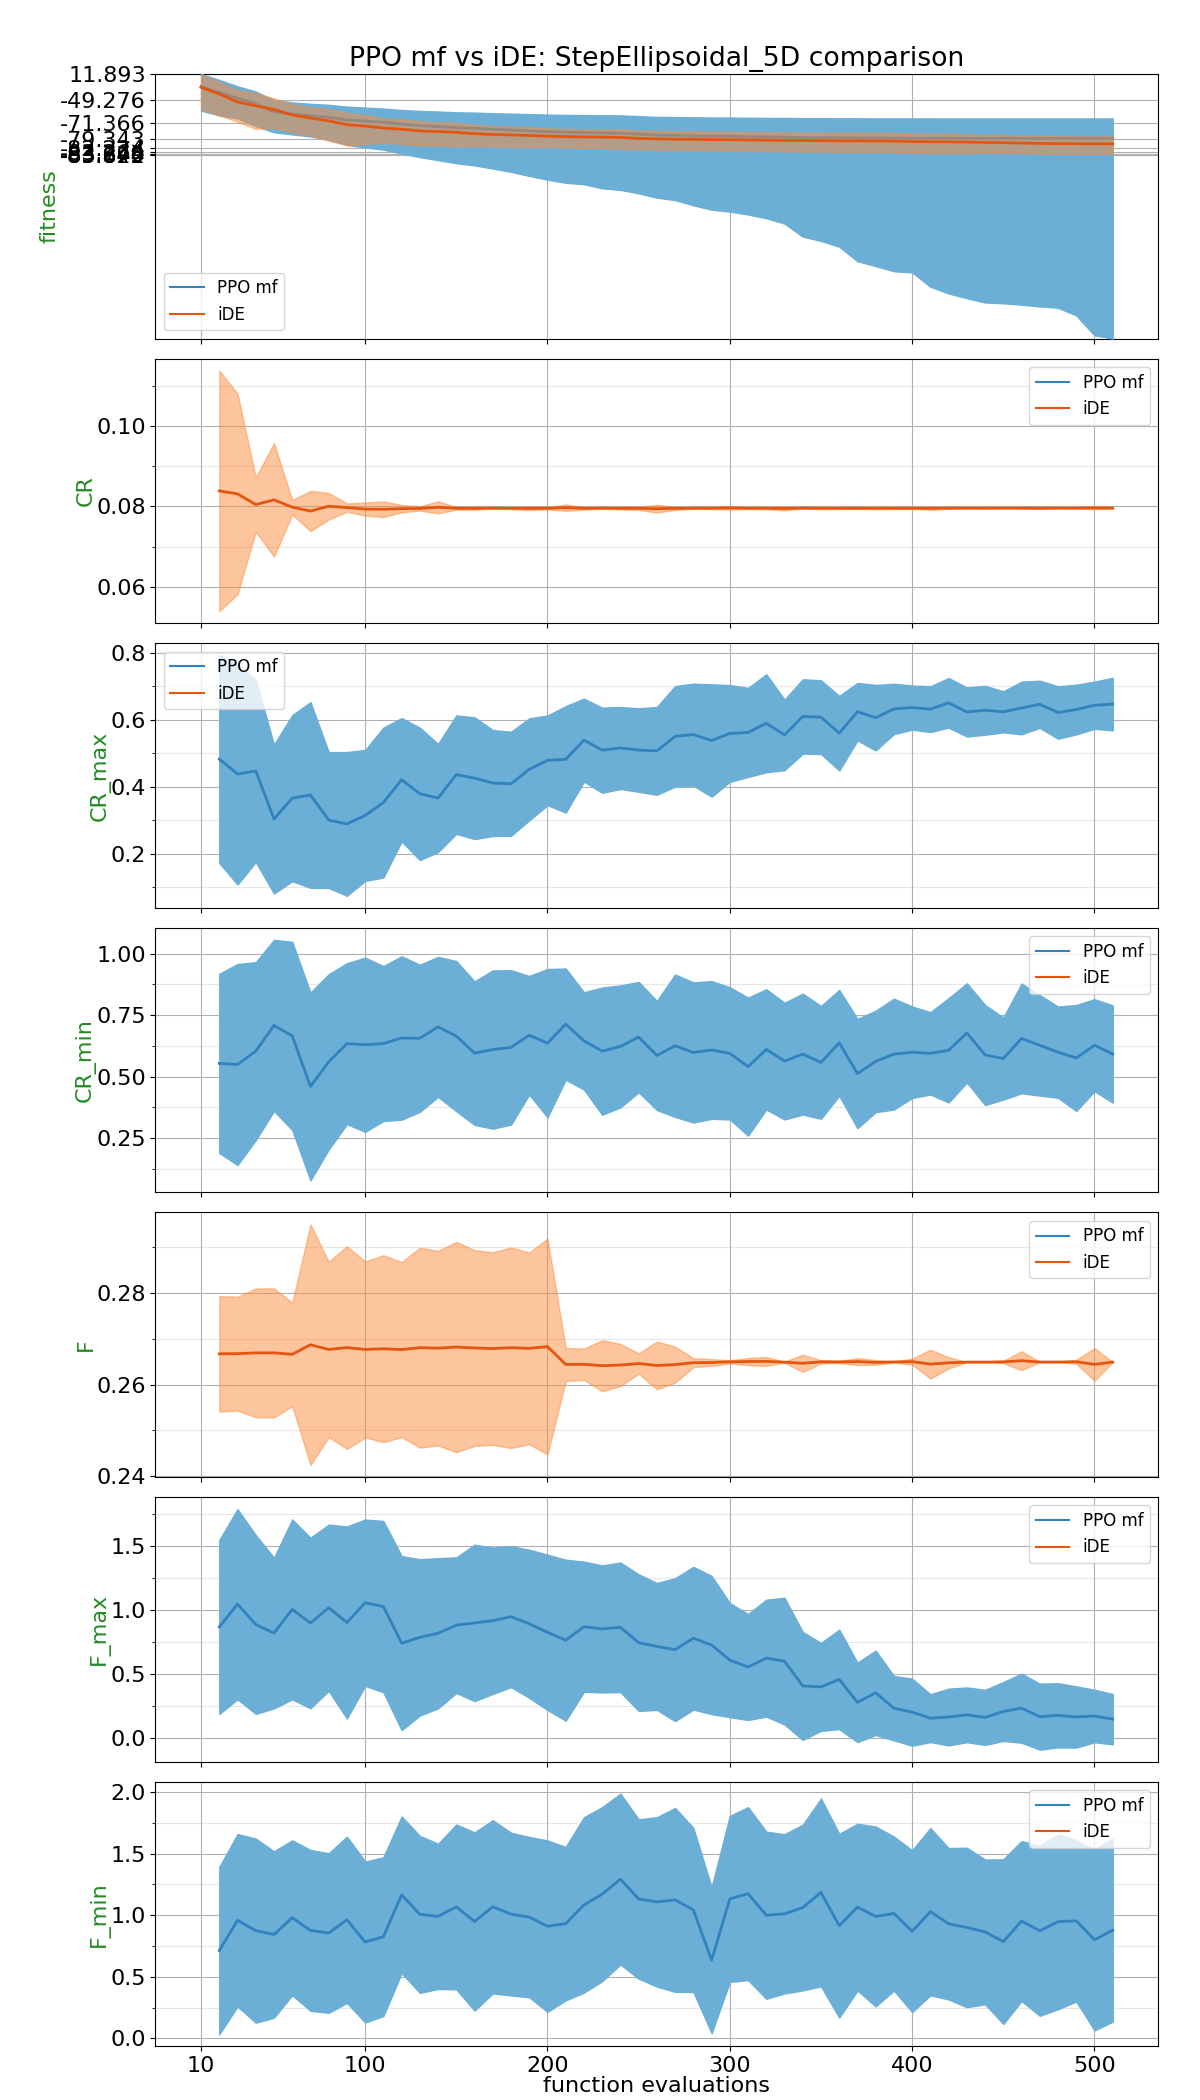 PPO mf vs iDE: StepEllipsoidal_5D comparison
11.893
-49.276
-71.366
-79.343
fitness
PPO mf
iDE
PPO mf
iDE
0.10
0.08
0.06
CR
PPO mf
iDE
0.8
0.6
0.4
0.2
CR_max
PPO mf
iDE
1.00
0.75
0.50
0.25
CR_min
PPO mf
iDE
0.28
0.26
0.24
F
PPO mf
iDE
1.5
1.0
0.5
0.0
F_max
PPO mf
iDE
2.0
1.5
1.0
0.5
0.0
F_min
10 100 200 300 400 500
function evaluations